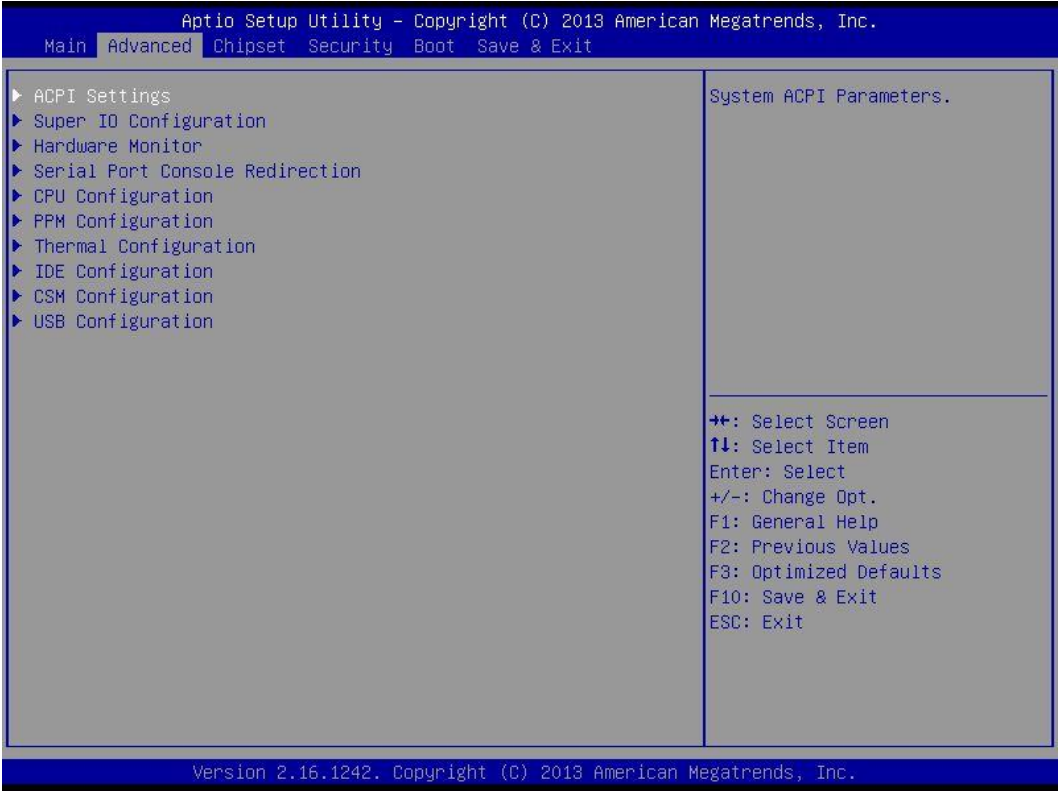 Aptio Setup Utility – Copyright (C) 2013 American Megatrends, Inc.
Main Advanced Chipset Security Boot Save & Exit
ACPI Settings
Super IO Configuration
Hardware Monitor
Serial Port Console Redirection
CPU Configuration
PPM Configuration
Thermal Configuration
IDE Configuration
CSM Configuration
USB Configuration
System ACPI Parameters.
→←: Select Screen
↑↓: Select Item
Enter: Select
+/-: Change Opt.
F1: General Help
F2: Previous Values
F3: Optimized Defaults
F10: Save & Exit
ESC: Exit
Version 2.16.1242. Copyright (C) 2013 American Megatrends, Inc.